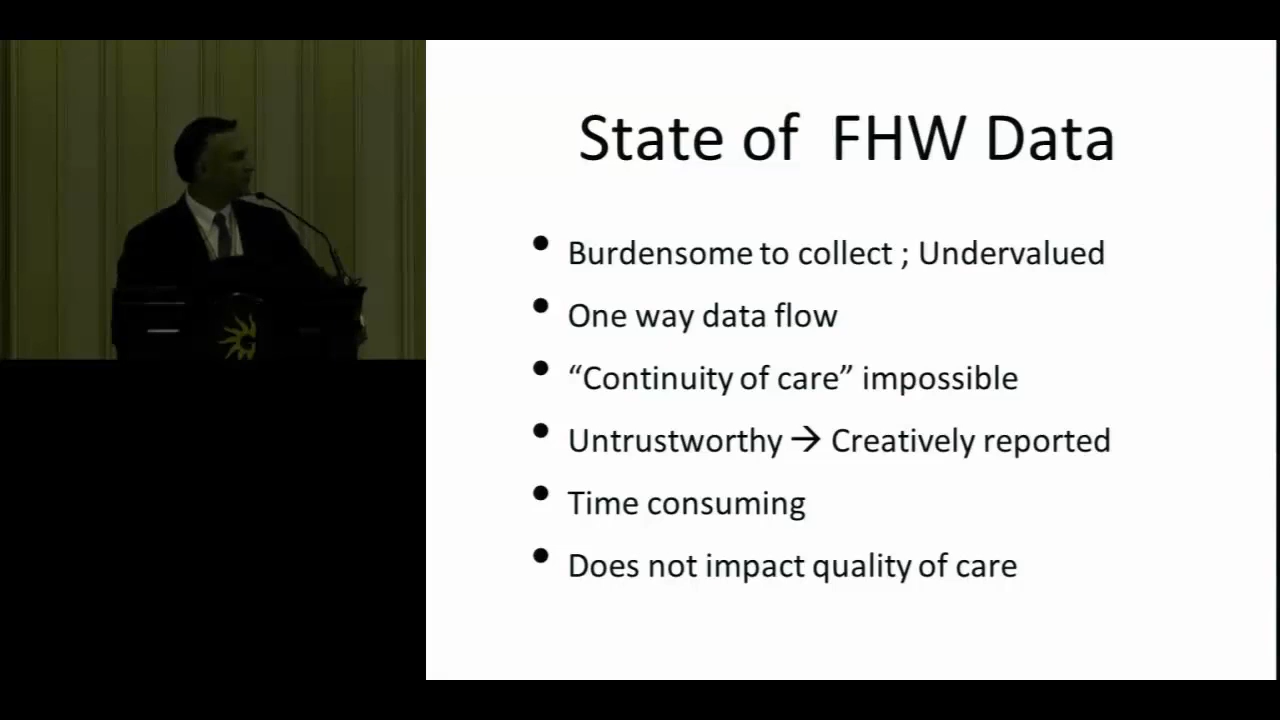 State of FHW Data
• Burdensome to collect ; Undervalued
• One way data flow
• “Continuity of care” impossible
• Untrustworthy → Creatively reported
• Time consuming
• Does not impact quality of care